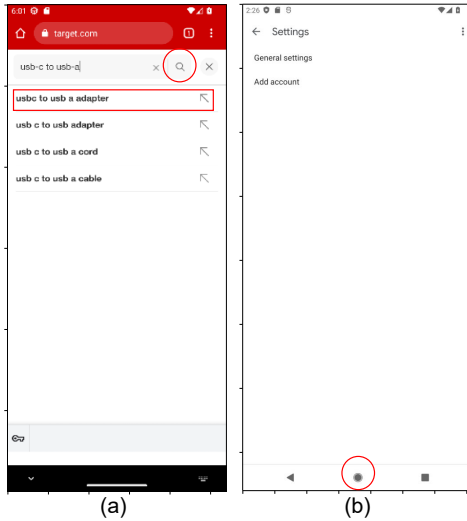 6:01
target.com
1
usb-c to usb-a
usbc to usb a adapter
usb c to usb adapter
usb c to usb a cord
usb c to usb a cable
(a)
2:26
Settings
General settings
Add account
(b)